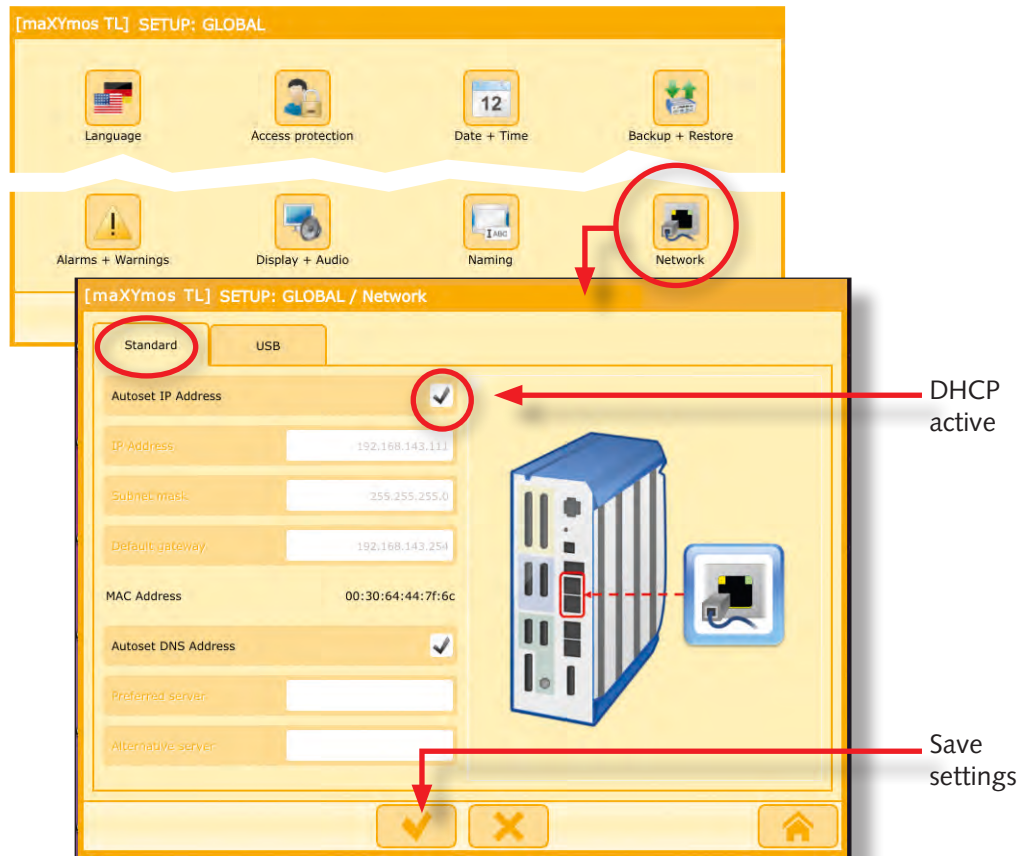 [maXYmos TL] SETUP: GLOBAL
12
Language
Access protection
Date + Time
Backup + Restore
I ABC
Alarms + Warnings
Display + Audio
Naming
Network
[maXYmos TL] SETUP: GLOBAL / Network
Standard
USB
Autoset IP Address
DHCP
active
IP Address
192.168.143.111
Subnet mask
255.255.255.0
Default gateway
192.168.143.254
MAC Address
00:30:64:44:7f:6c
Autoset DNS Address
Preferred server
Alternative server
Save
settings